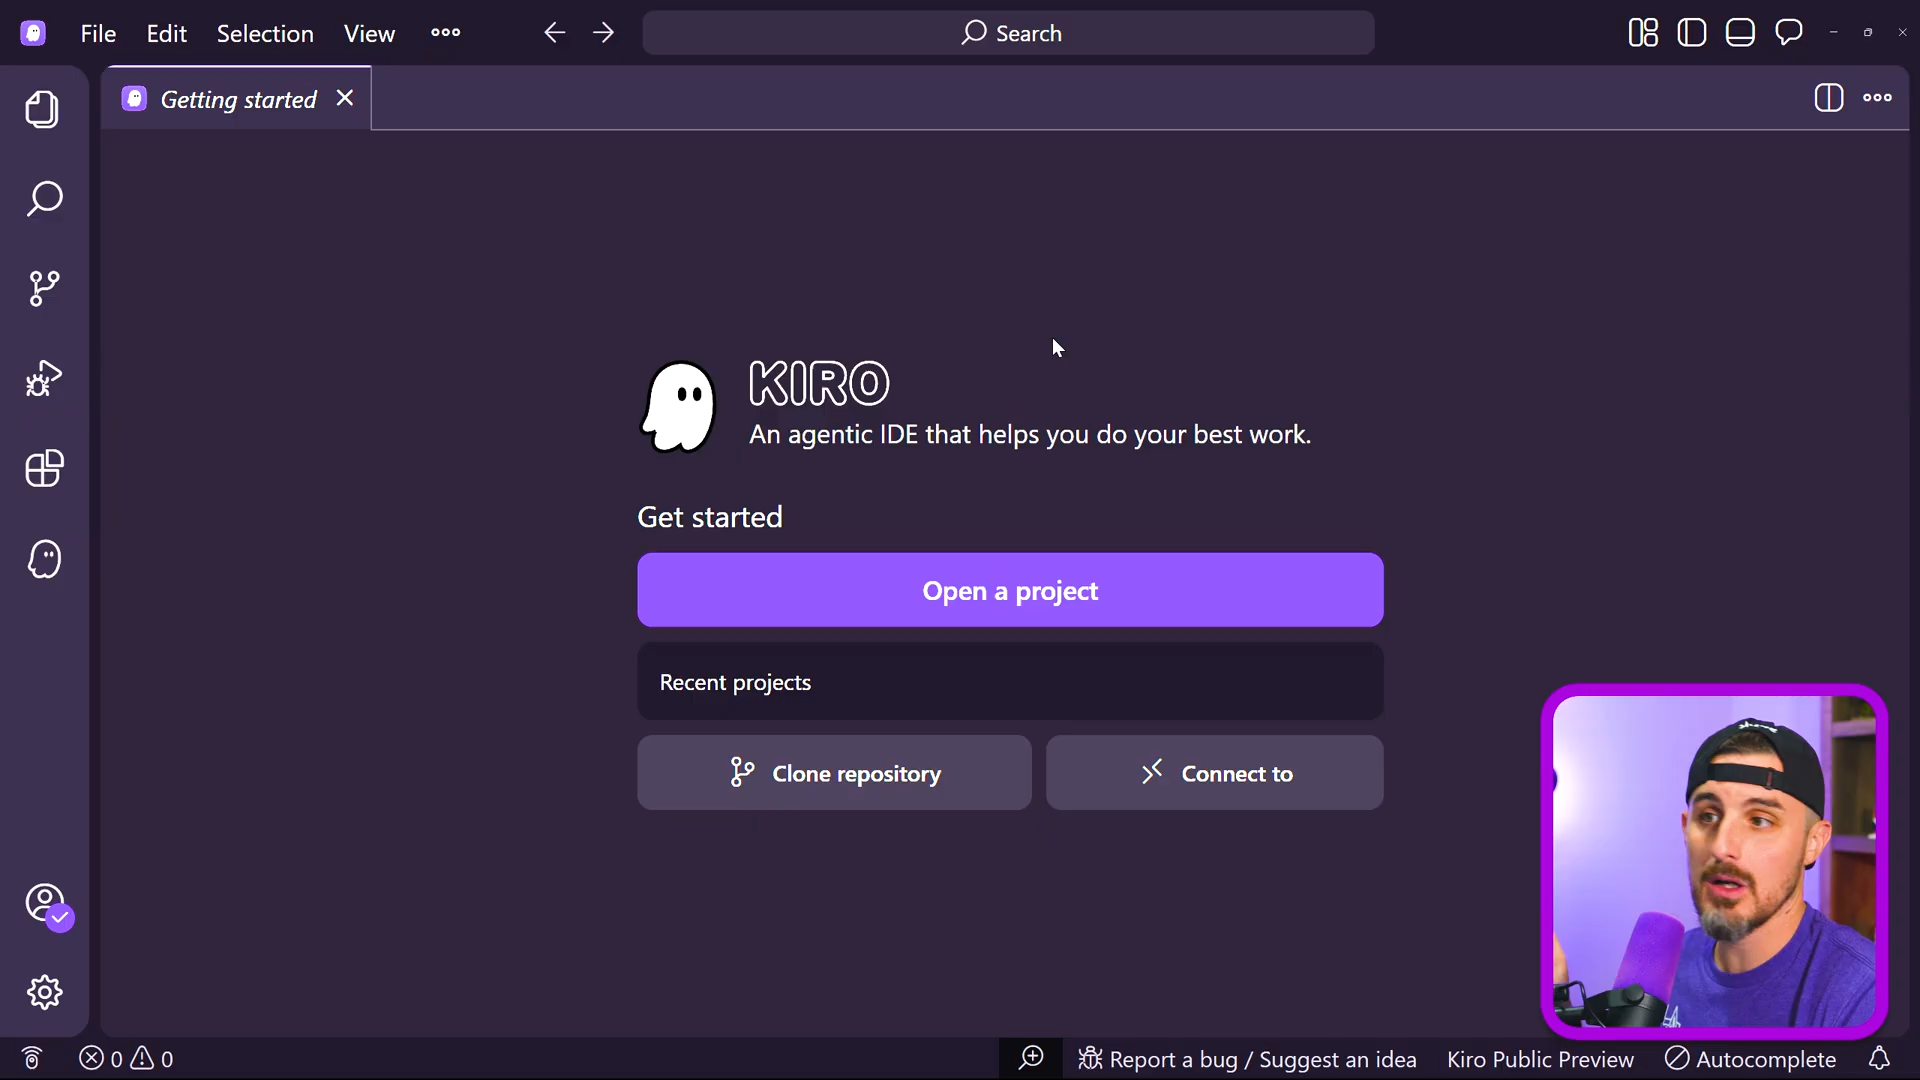 File Edit Selection View
Search
Getting started
KIRO
An agentic IDE that helps you do your best work.
Get started
Open a project
Recent projects
Clone repository
Connect to
0 0
Report a bug / Suggest an idea
Kiro Public Preview
Autocomplete